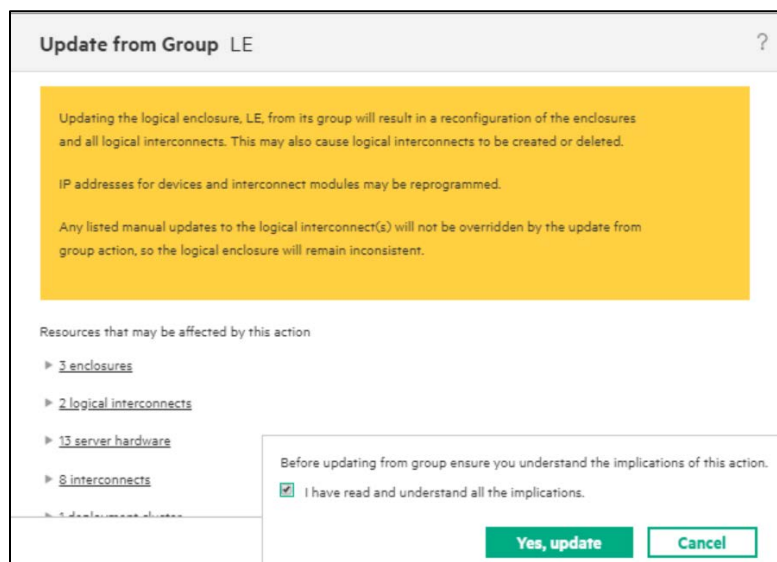 Update from Group LE ?
Updating the logical enclosure, LE, from its group will result in a reconfiguration of the enclosures
and all logical interconnects. This may also cause logical interconnects to be created or deleted.
IP addresses for devices and interconnect modules may be reprogrammed.
Any listed manual updates to the logical interconnect(s) will not be overridden by the update from
group action, so the logical enclosure will remain inconsistent.
Resources that may be affected by this action
3 enclosures
2 logical interconnects
13 server hardware
8 interconnects
1 deployment cluster
Before updating from group ensure you understand the implications of this action.
I have read and understand all the implications.
Yes, update Cancel